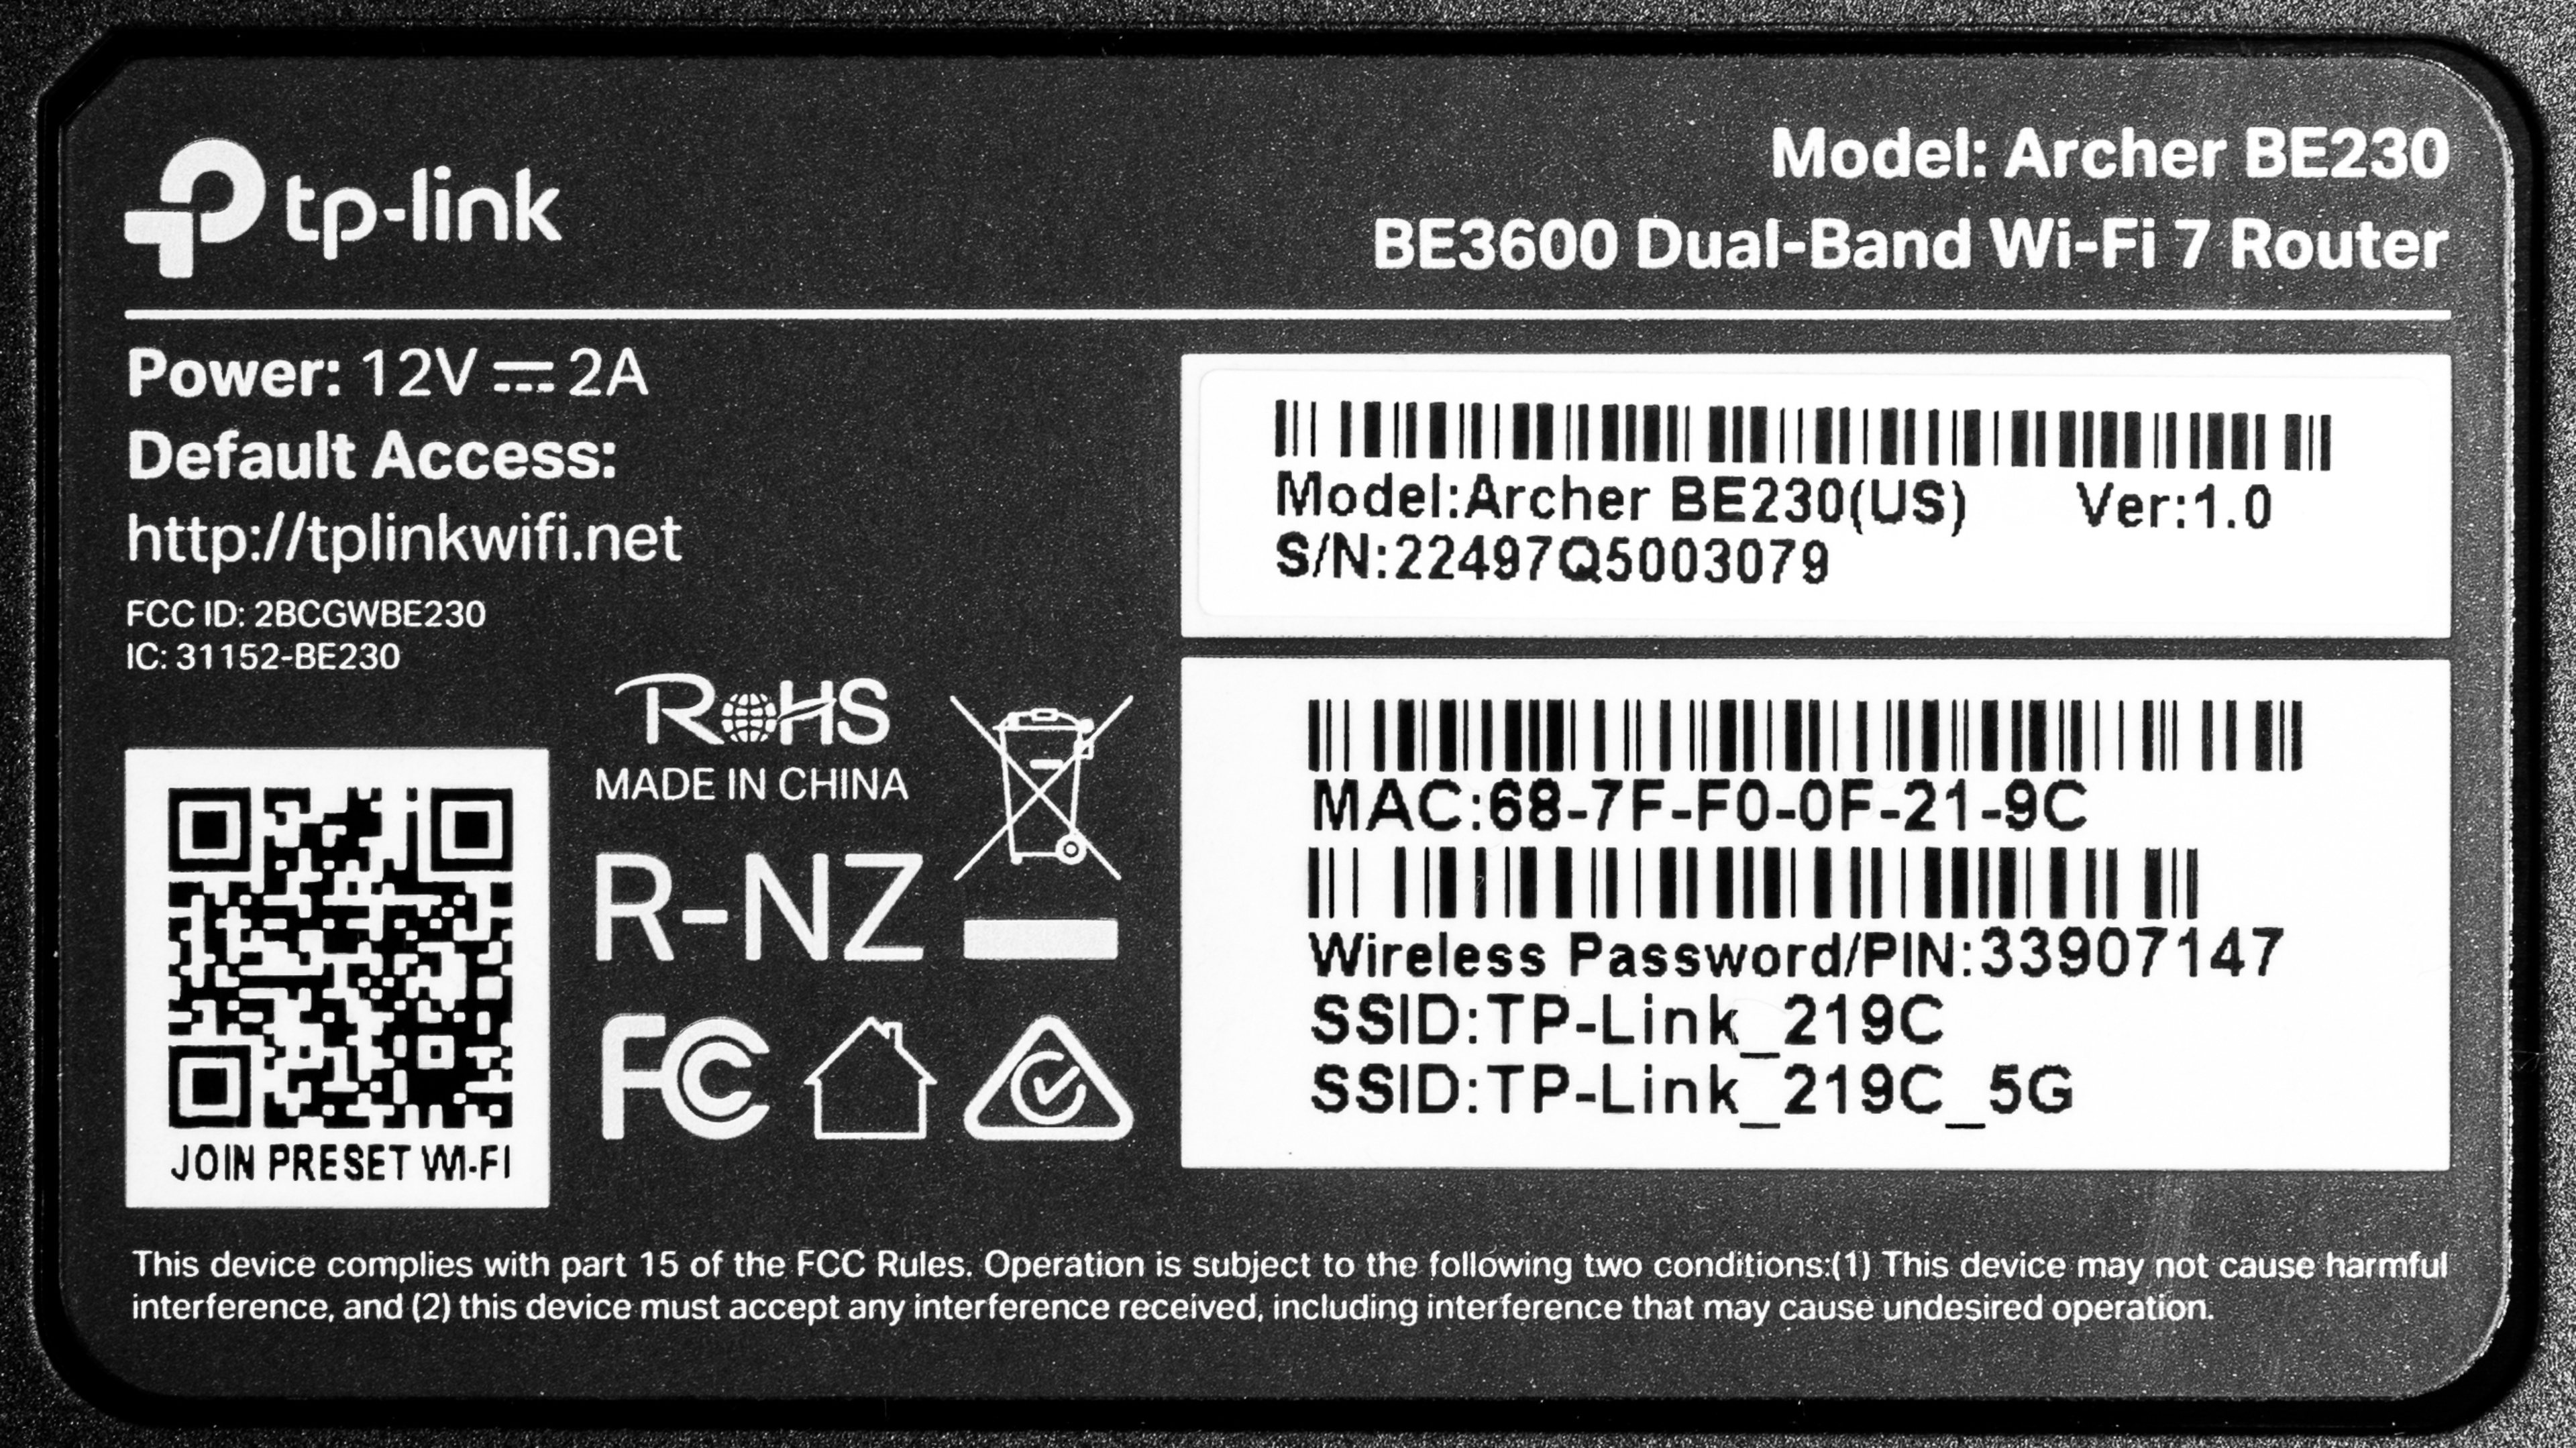 tp-link
Model: Archer BE230
BE3600 Dual-Band Wi-Fi 7 Router
Power: 12V ⎓ 2A
Default Access:
http://tplinkwifi.net
FCC ID: 2BCGWBE230
IC: 31152-BE230
RoHS
MADE IN CHINA
R-NZ
FC
JOIN PRESET WI-FI
Model:Archer BE230(US) Ver:1.0
S/N:22497Q5003079
MAC:68-7F-F0-0F-21-9C
Wireless Password/PIN:33907147
SSID:TP-Link_219C
SSID:TP-Link_219C_5G
This device complies with part 15 of the FCC Rules. Operation is subject to the following two conditions:(1) This device may not cause harmful
interference, and (2) this device must accept any interference received, including interference that may cause undesired operation.